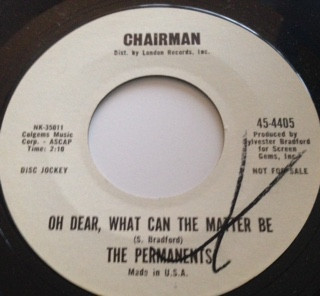 CHAIRMAN
Dist. by London Records, Inc.
NK-35011
Colgems Music
Corp. - ASCAP
Time: 2:10
DISC JOCKEY
45-4405
Produced by
Sylvester Bradford
for Screen
Gems, Inc.
NOT FOR SALE
OH DEAR, WHAT CAN THE MATTER BE
(S. Bradford)
THE PERMANENTS
Made in U.S.A.